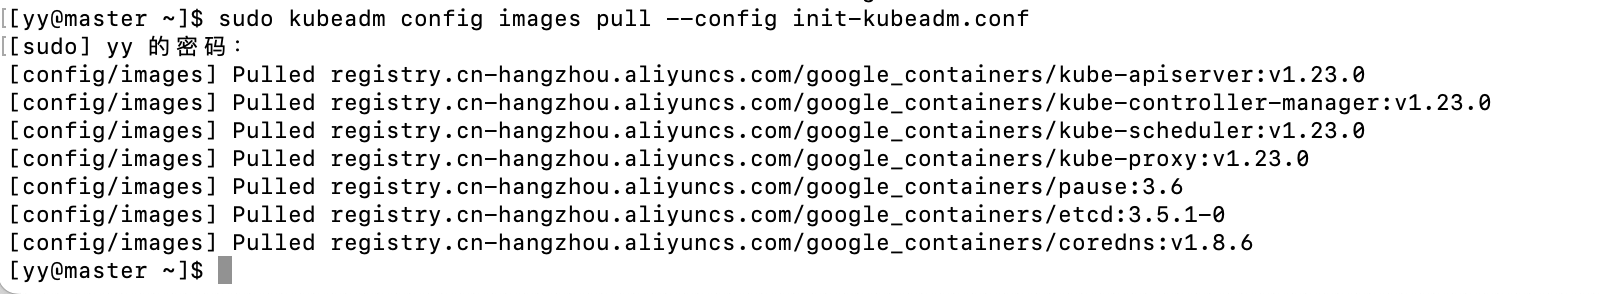 [[yy@master ~]$ sudo kubeadm config images pull --config init-kubeadm.conf
[[sudo] yy 的密码：
[config/images] Pulled registry.cn-hangzhou.aliyuncs.com/google_containers/kube-apiserver:v1.23.0
[config/images] Pulled registry.cn-hangzhou.aliyuncs.com/google_containers/kube-controller-manager:v1.23.0
[config/images] Pulled registry.cn-hangzhou.aliyuncs.com/google_containers/kube-scheduler:v1.23.0
[config/images] Pulled registry.cn-hangzhou.aliyuncs.com/google_containers/kube-proxy:v1.23.0
[config/images] Pulled registry.cn-hangzhou.aliyuncs.com/google_containers/pause:3.6
[config/images] Pulled registry.cn-hangzhou.aliyuncs.com/google_containers/etcd:3.5.1-0
[config/images] Pulled registry.cn-hangzhou.aliyuncs.com/google_containers/coredns:v1.8.6
[yy@master ~]$